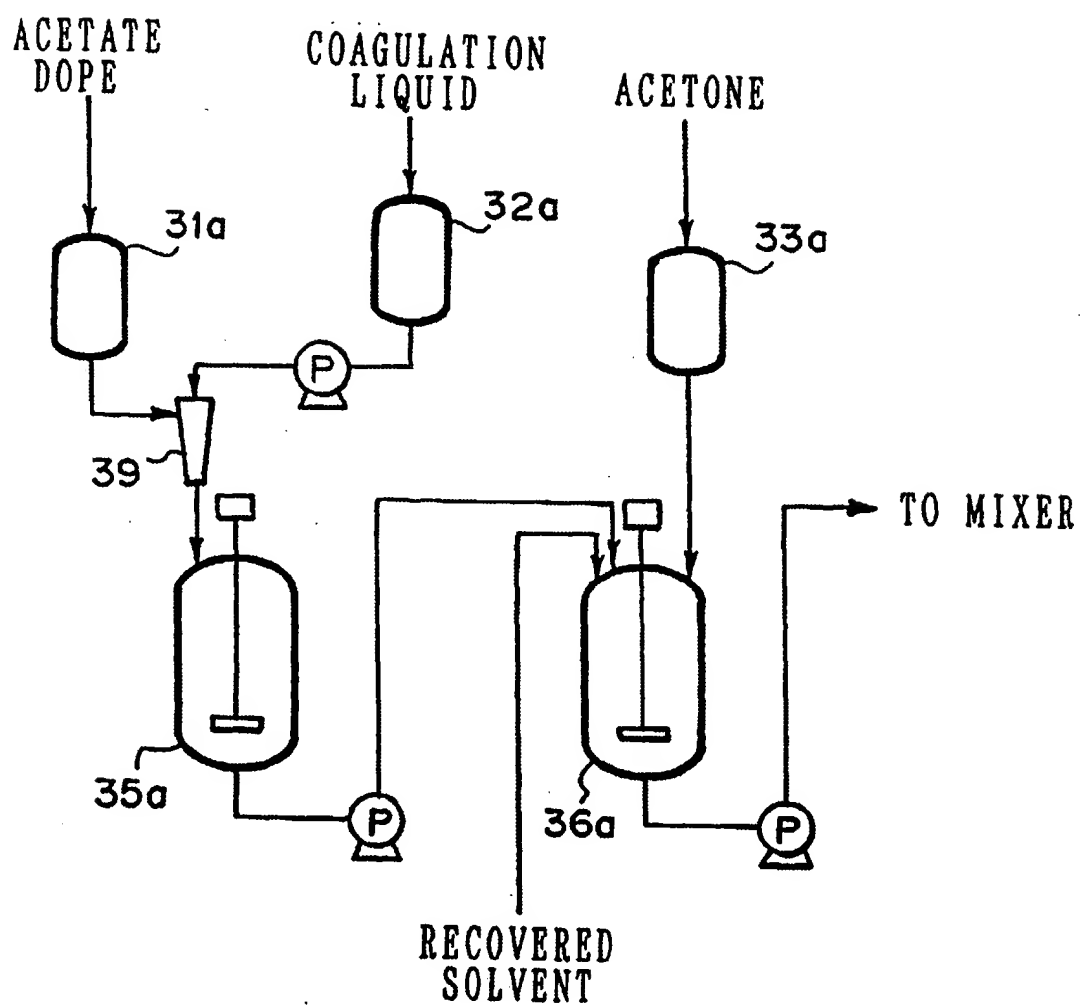 ACETATE
DOPE
COAGULATION
LIQUID
ACETONE
31a
32a
33a
P
39
TO MIXER
35a
P
36a
P
RECOVERED
SOLVENT